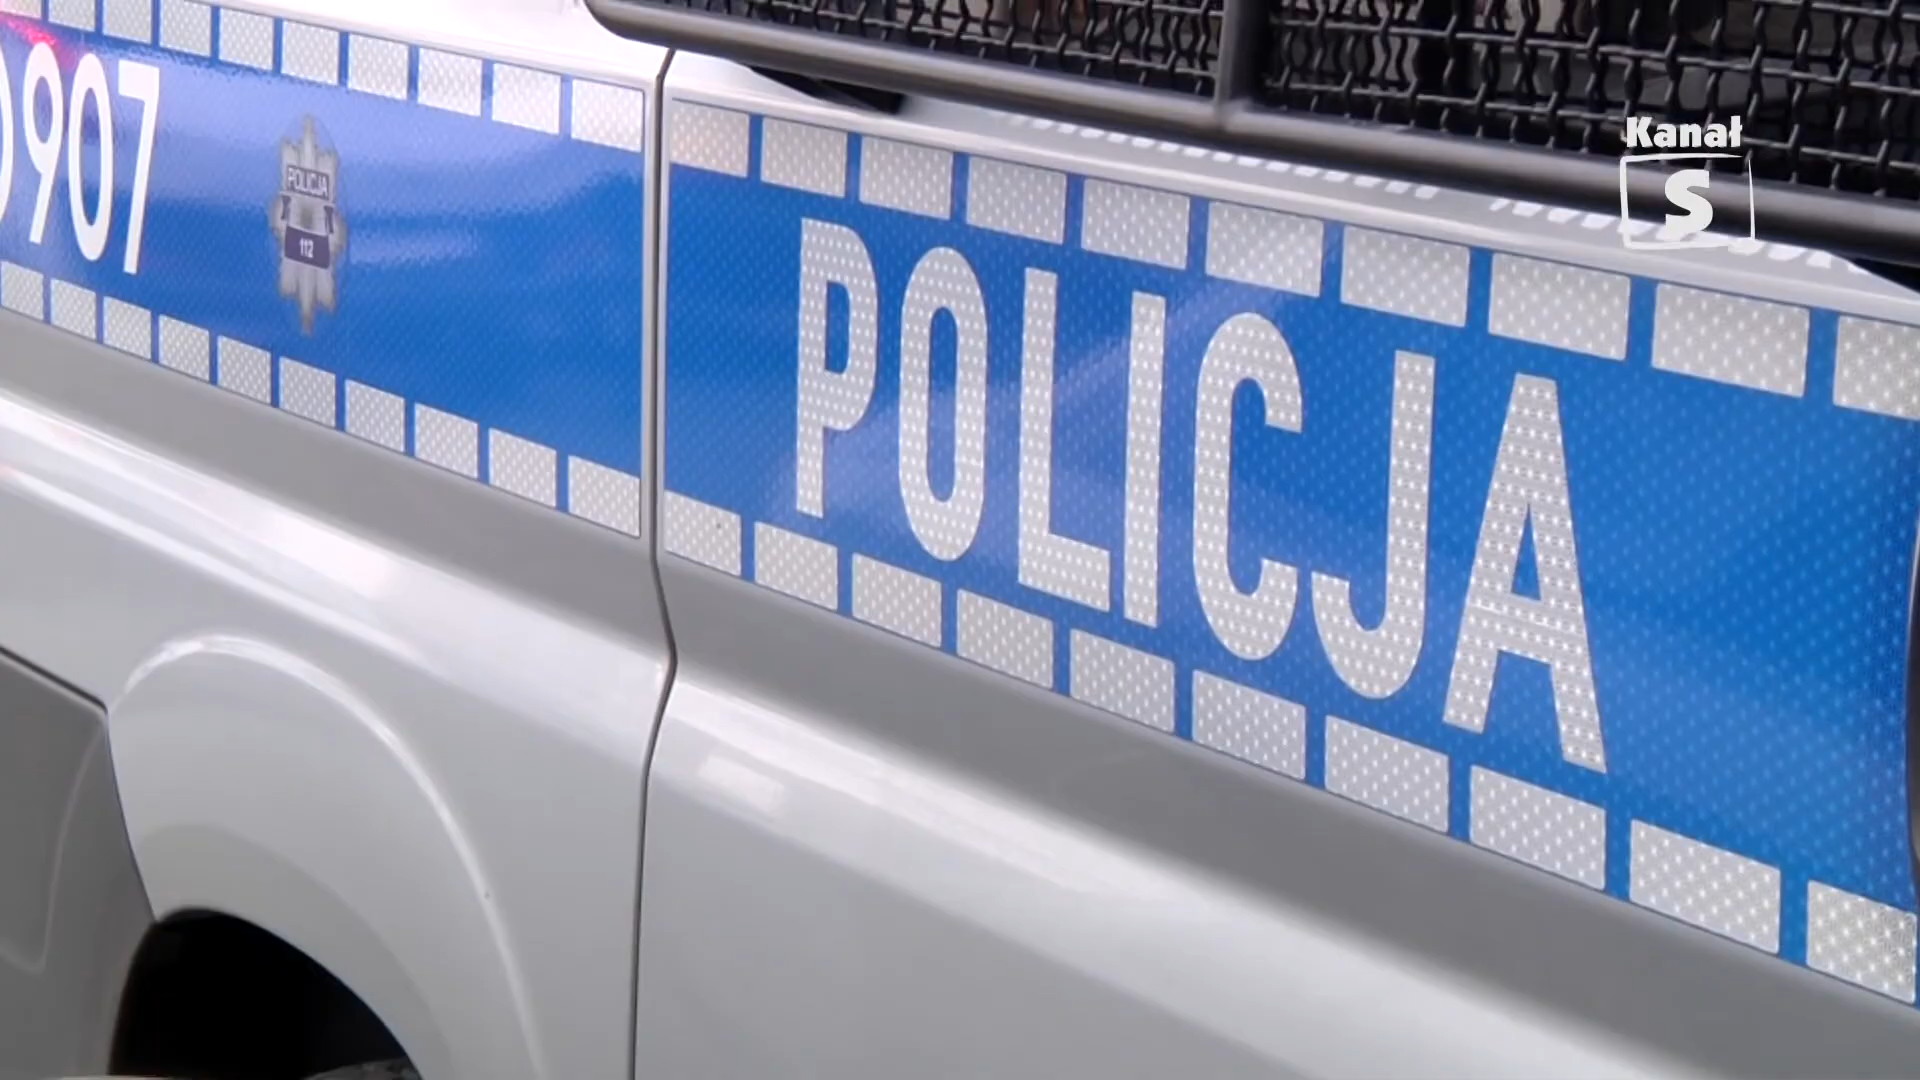 907
POLICJA
112
POLICJA
Kanał
S